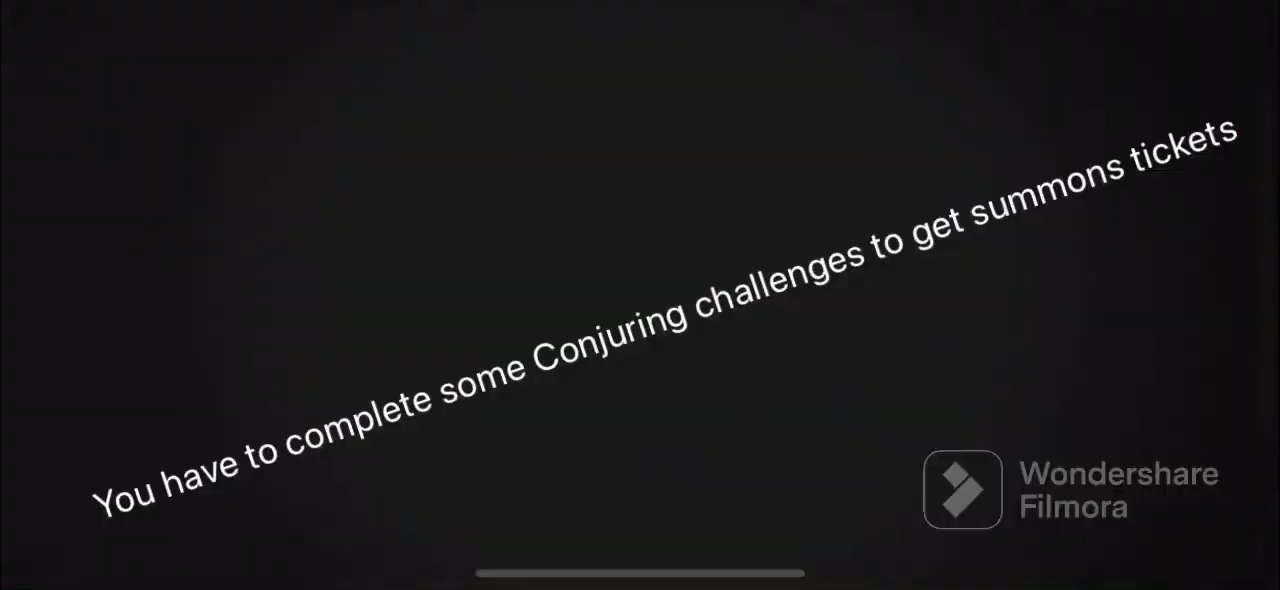 You have to complete some Conjuring challenges to get summons tickets
Wondershare
Filmora